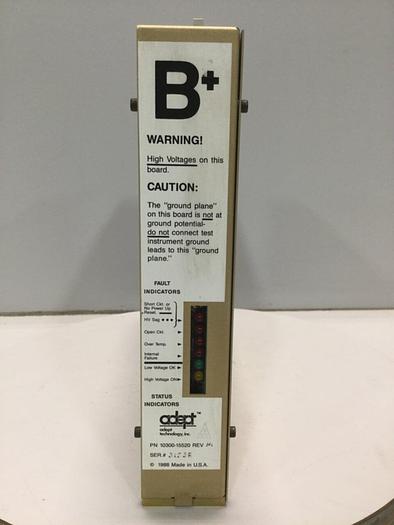 B+
WARNING!
High Voltages on this
board.
CAUTION:
The "ground plane"
on this board is not at
ground potential-
do not connect test
instrument ground
leads to this "ground
plane."
FAULT
INDICATORS
Short Ckt. or
No Power Up
Reset
HV Sag ***
Open Ckt.
Over Temp.
Internal
Failure
Low Voltage OK
High Voltage ON
STATUS
INDICATORS
adept™
adept
technology, inc.
PN 10300-15520 REV
SER.#
© 1988 Made in U.S.A.